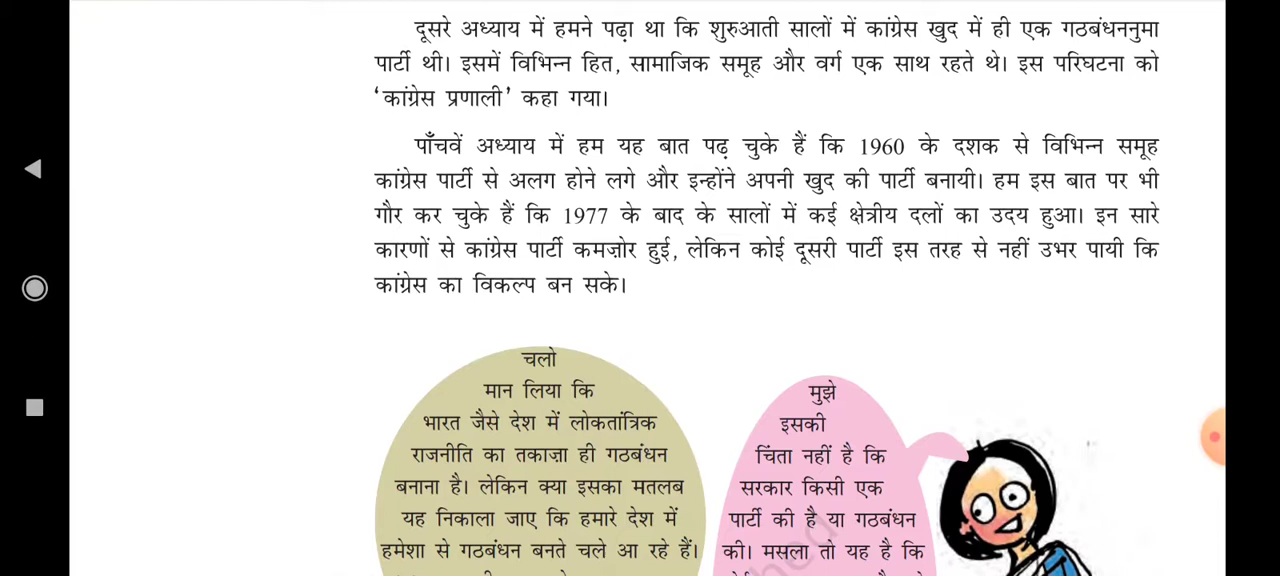 दूसरे अध्याय में हमने पढ़ा था कि शुरुआती सालों में कांग्रेस खुद में ही एक गठबंधननुमा
पार्टी थी। इसमें विभिन्न हित, सामाजिक समूह और वर्ग एक साथ रहते थे। इस परिघटना को
‘कांग्रेस प्रणाली’ कहा गया।
पाँचवें अध्याय में हम यह बात पढ़ चुके हैं कि 1960 के दशक से विभिन्न समूह
कांग्रेस पार्टी से अलग होने लगे और इन्होंने अपनी खुद की पार्टी बनायी। हम इस बात पर भी
गौर कर चुके हैं कि 1977 के बाद के सालों में कई क्षेत्रीय दलों का उदय हुआ। इन सारे
कारणों से कांग्रेस पार्टी कमज़ोर हुई, लेकिन कोई दूसरी पार्टी इस तरह से नहीं उभर पायी कि
कांग्रेस का विकल्प बन सके।
चलो
मान लिया कि
भारत जैसे देश में लोकतांत्रिक
राजनीति का तकाज़ा ही गठबंधन
बनाना है। लेकिन क्या इसका मतलब
यह निकाला जाए कि हमारे देश में
हमेशा से गठबंधन बनते चले आ रहे हैं।
मुझे
इसकी
चिंता नहीं है कि
सरकार किसी एक
पार्टी की है या गठबंधन
की। मसला तो यह है कि